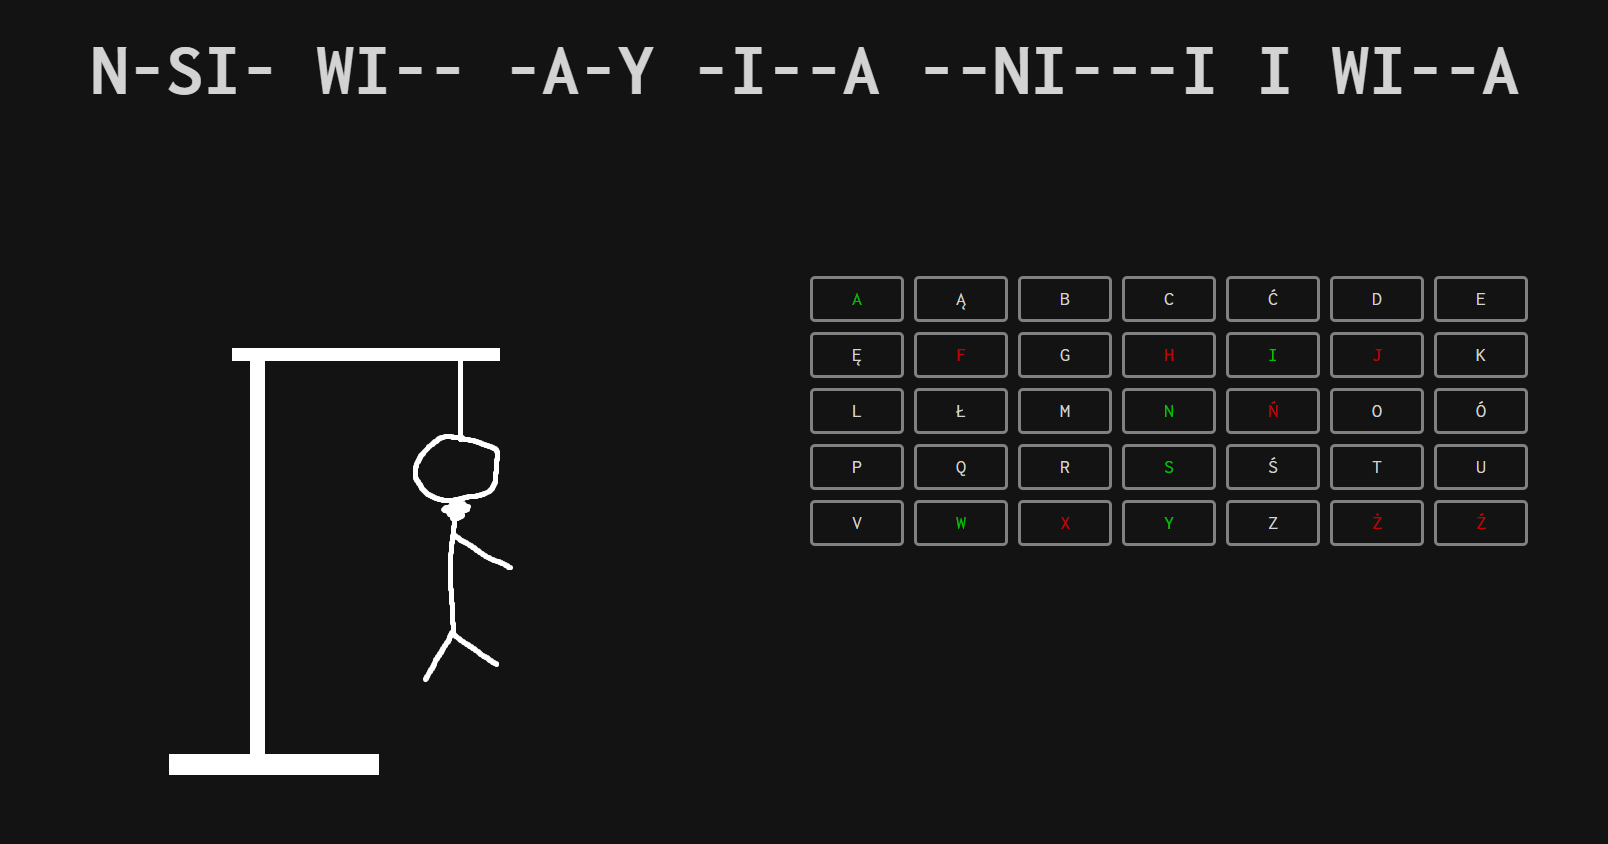 N-SI- WI-- -A-Y -I--A --NI---I I WI--A
A Ą B C Ć D E
Ę F G H I J K
L Ł M N Ń O Ó
P Q R S Ś T U
V W X Y Z Ż Ź